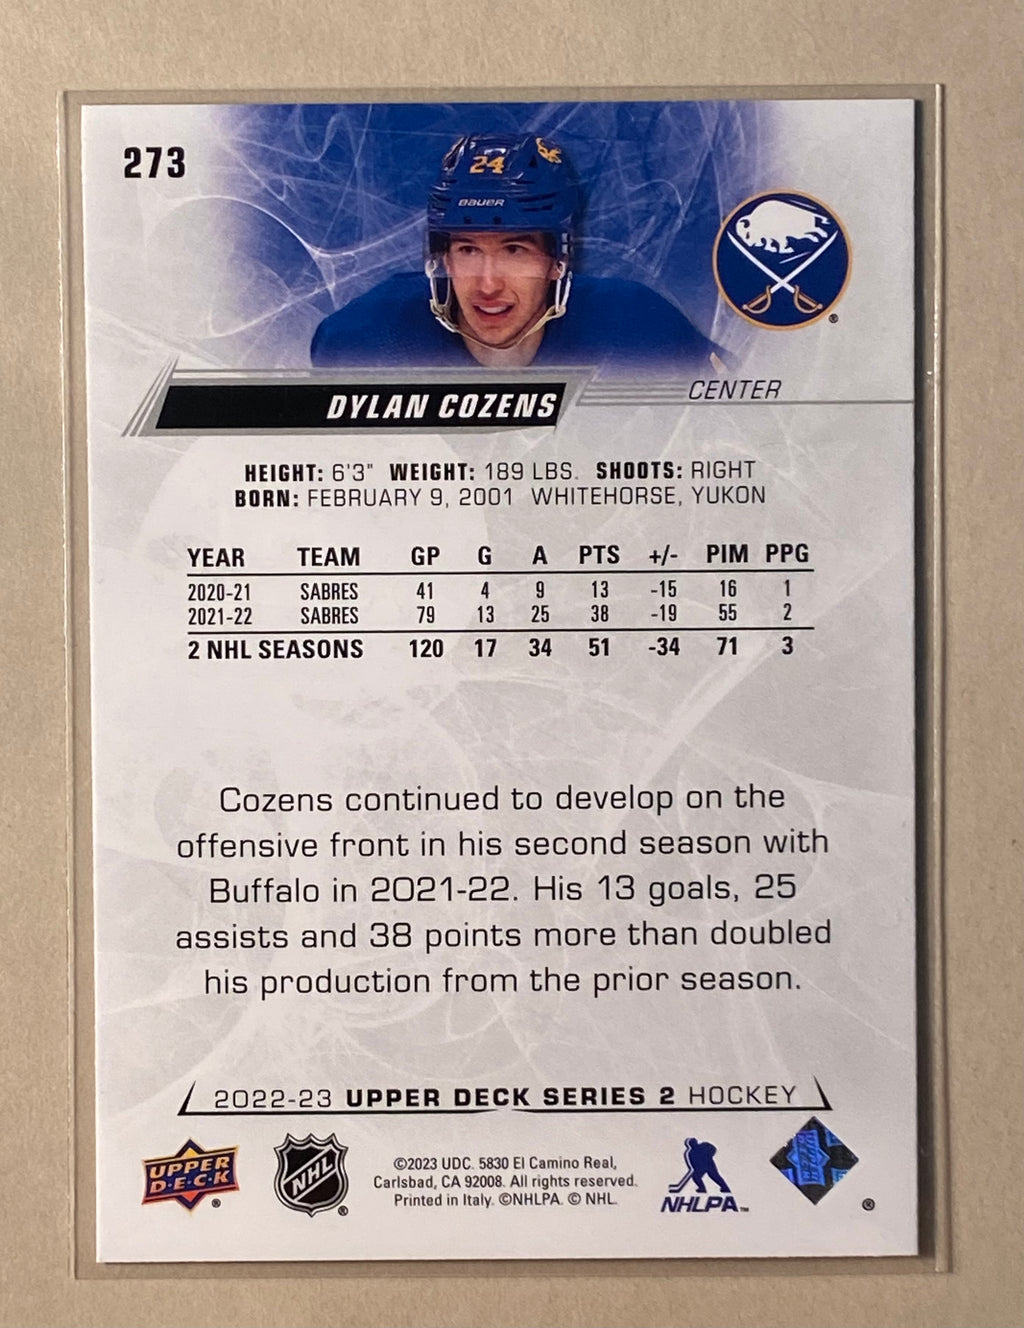 273
24
BAUER
®
DYLAN COZENS
CENTER
HEIGHT: 6'3" WEIGHT: 189 LBS. SHOOTS: RIGHT
BORN: FEBRUARY 9, 2001 WHITEHORSE, YUKON
YEAR TEAM GP G A PTS +/- PIM PPG
2020-21 SABRES 41 4 9 13 -15 16 1
2021-22 SABRES 79 13 25 38 -19 55 2
2 NHL SEASONS 120 17 34 51 -34 71 3
Cozens continued to develop on the
offensive front in his second season with
Buffalo in 2021-22. His 13 goals, 25
assists and 38 points more than doubled
his production from the prior season.
2022-23 UPPER DECK SERIES 2 HOCKEY
UPPER
D•E•C•K
®
NHL
®
©2023 UDC. 5830 El Camino Real,
Carlsbad, CA 92008. All rights reserved.
Printed in Italy. ©NHLPA. © NHL.
NHLPA™
®